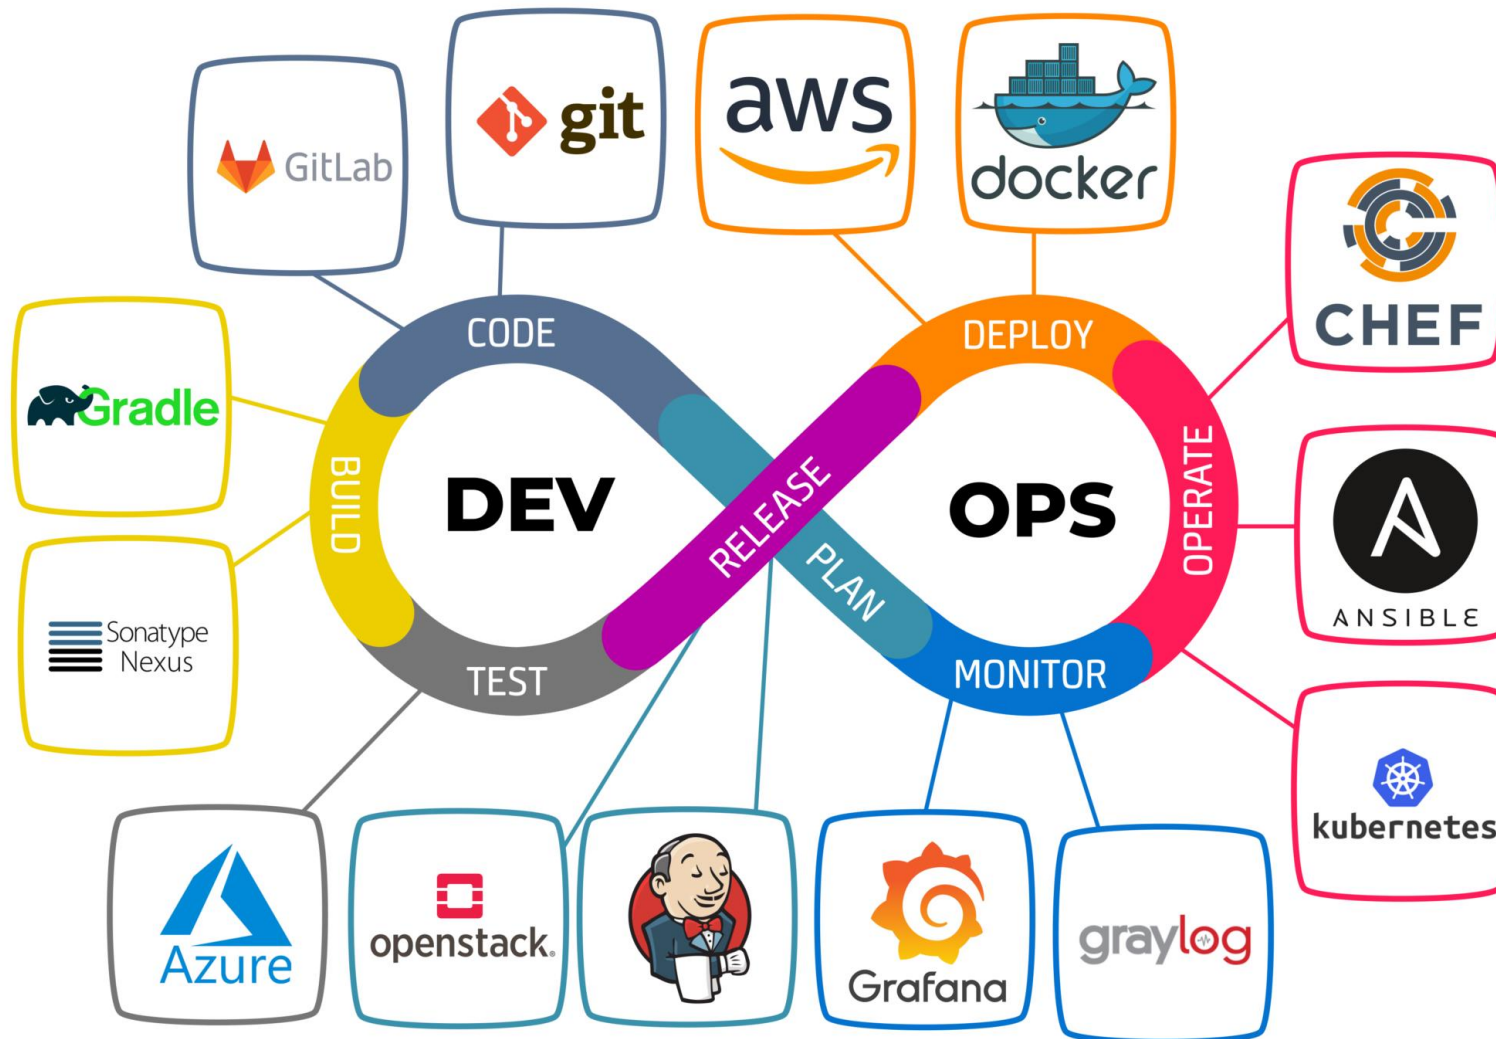 GitLab
git
aws
docker
CHEF
CODE
DEPLOY
Gradle
BUILD
DEV
RELEASE
OPS
OPERATE
ANSIBLE
PLAN
Sonatype
Nexus
TEST
MONITOR
kubernetes
Azure
openstack.
Grafana
graylog